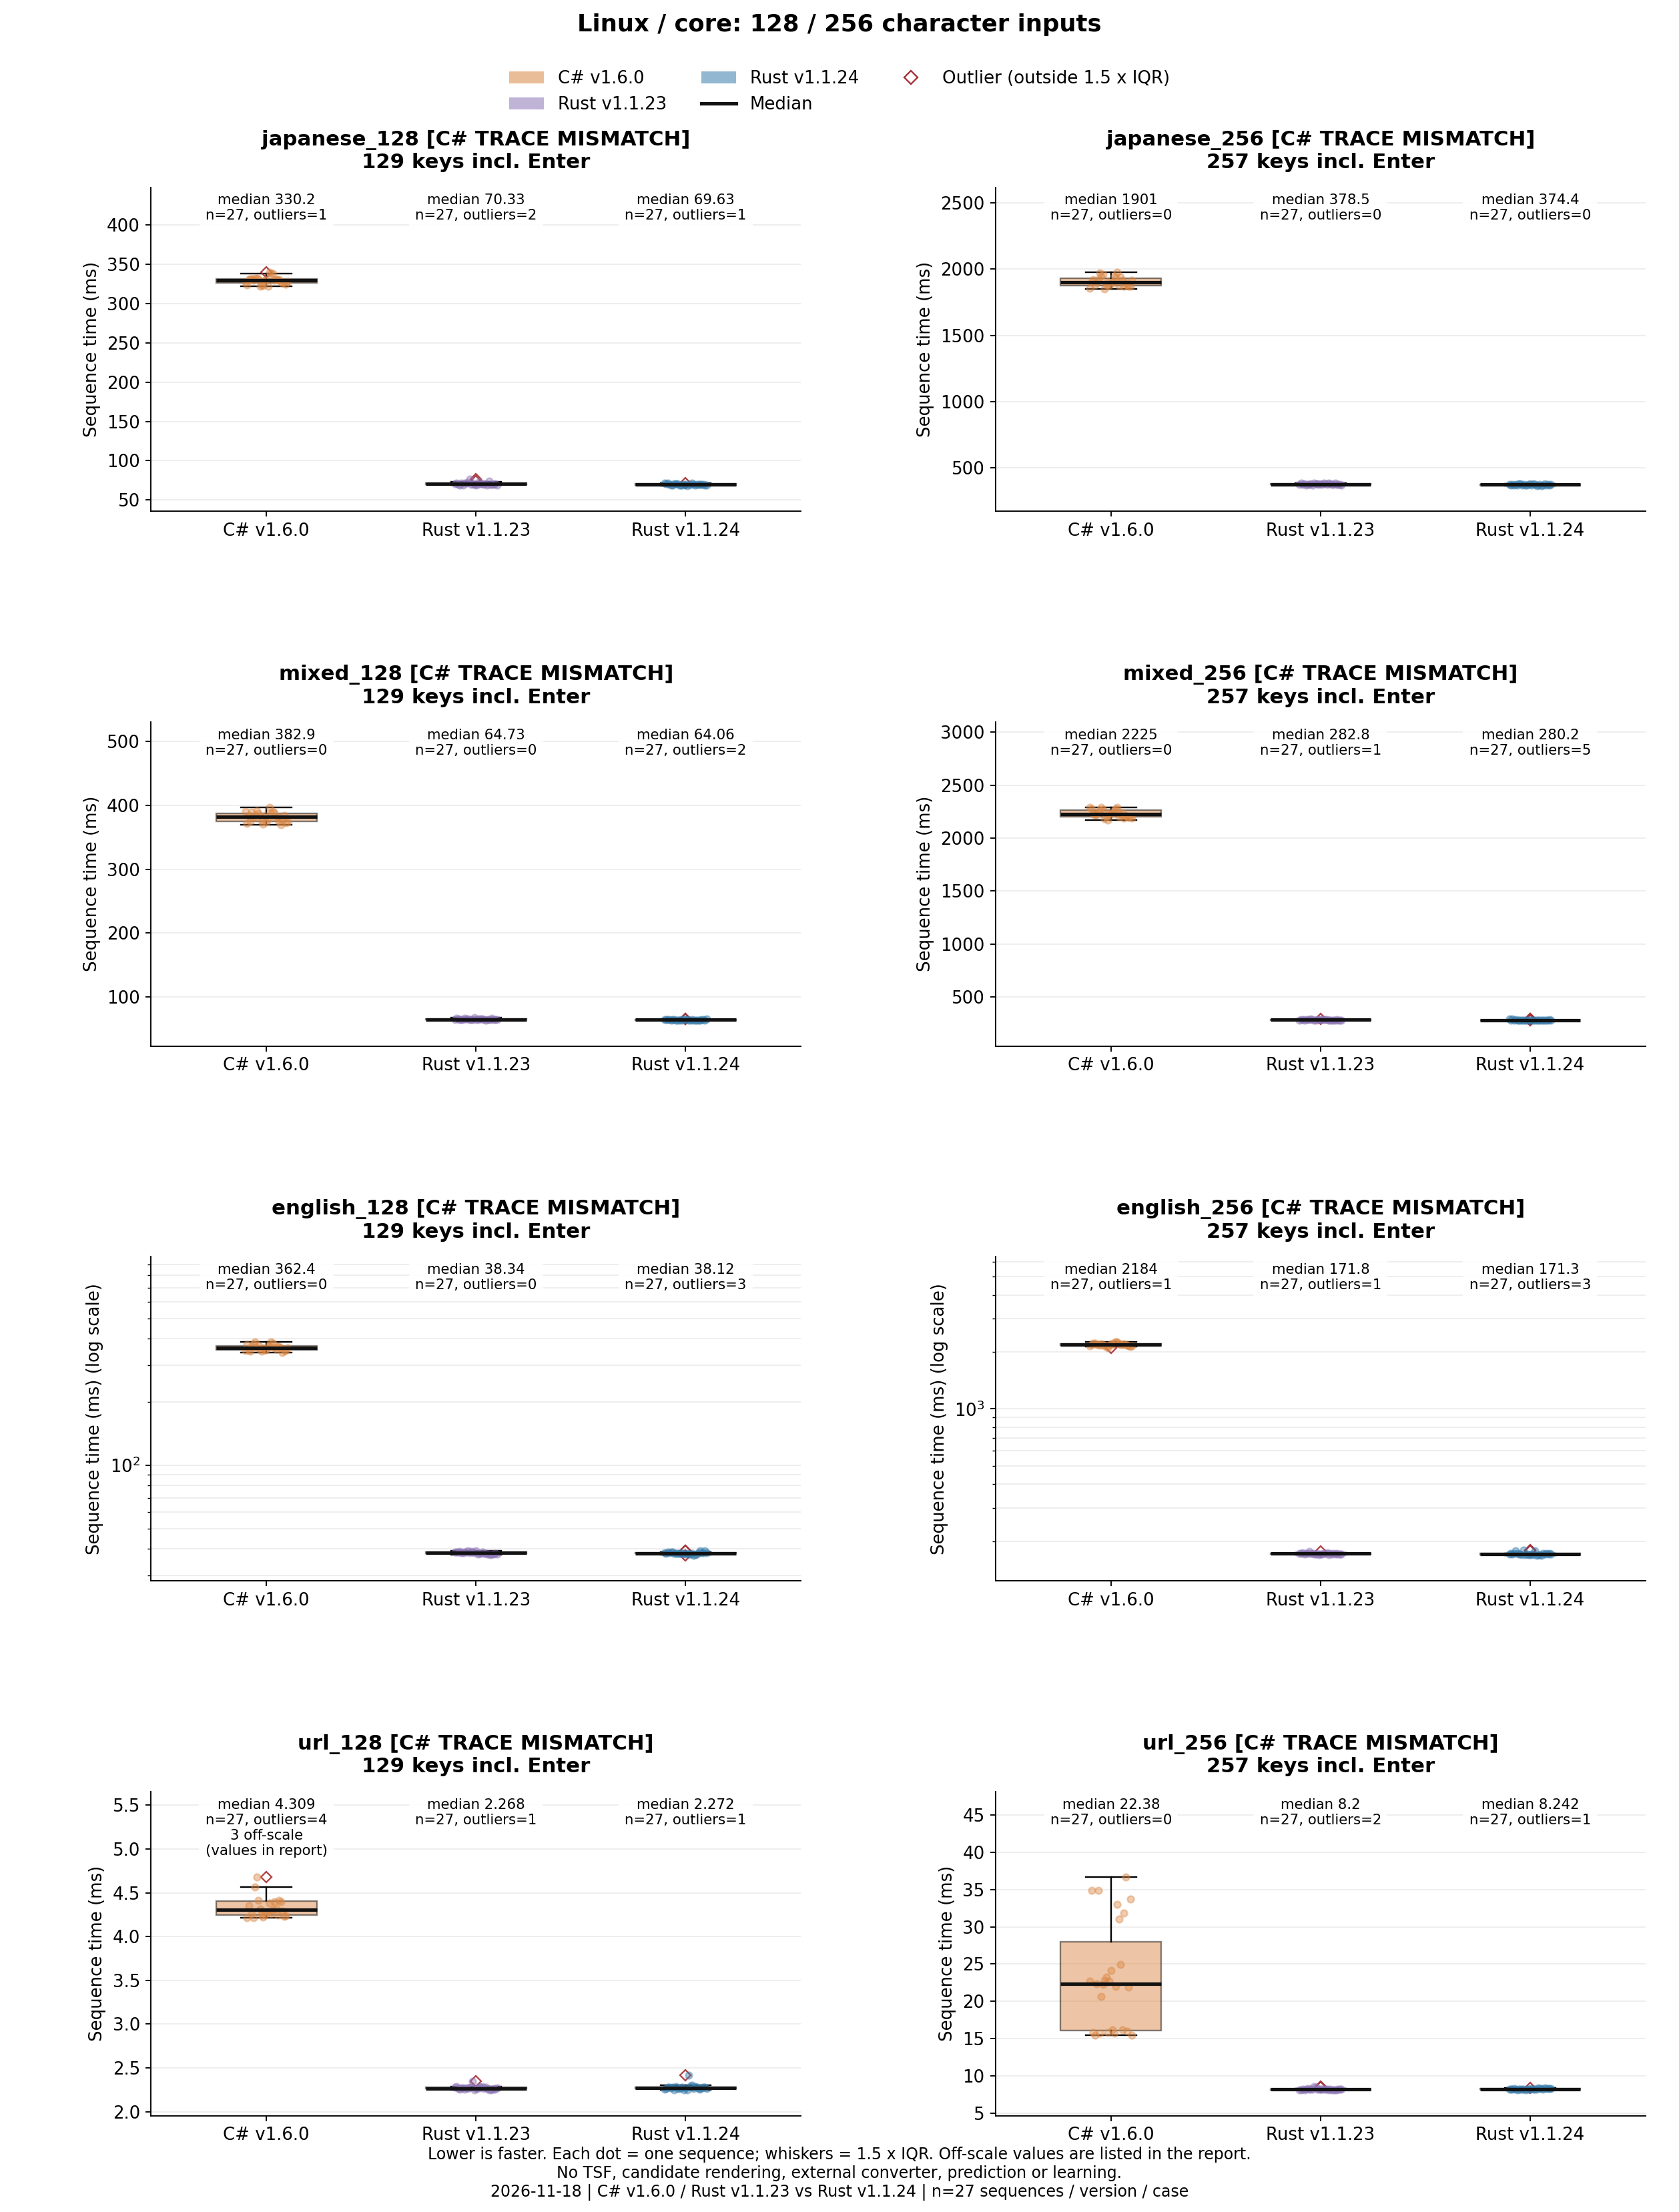 Linux / core: 128 / 256 character inputs
C# v1.6.0
Rust v1.1.23
Rust v1.1.24
Median
Outlier (outside 1.5 x IQR)
japanese_128 [C# TRACE MISMATCH]
129 keys incl. Enter
median 330.2
n=27, outliers=1
median 70.33
n=27, outliers=2
median 69.63
n=27, outliers=1
Sequence time (ms)
400
350
300
250
200
150
100
50
C# v1.6.0
Rust v1.1.23
Rust v1.1.24
japanese_256 [C# TRACE MISMATCH]
257 keys incl. Enter
median 1901
n=27, outliers=0
median 378.5
n=27, outliers=0
median 374.4
n=27, outliers=0
Sequence time (ms)
2500
2000
1500
1000
500
C# v1.6.0
Rust v1.1.23
Rust v1.1.24
mixed_128 [C# TRACE MISMATCH]
129 keys incl. Enter
median 382.9
n=27, outliers=0
median 64.73
n=27, outliers=0
median 64.06
n=27, outliers=2
Sequence time (ms)
500
400
300
200
100
C# v1.6.0
Rust v1.1.23
Rust v1.1.24
mixed_256 [C# TRACE MISMATCH]
257 keys incl. Enter
median 2225
n=27, outliers=0
median 282.8
n=27, outliers=1
median 280.2
n=27, outliers=5
Sequence time (ms)
3000
2500
2000
1500
1000
500
C# v1.6.0
Rust v1.1.23
Rust v1.1.24
english_128 [C# TRACE MISMATCH]
129 keys incl. Enter
median 362.4
n=27, outliers=0
median 38.34
n=27, outliers=0
median 38.12
n=27, outliers=3
Sequence time (ms) (log scale)
10²
C# v1.6.0
Rust v1.1.23
Rust v1.1.24
english_256 [C# TRACE MISMATCH]
257 keys incl. Enter
median 2184
n=27, outliers=1
median 171.8
n=27, outliers=1
median 171.3
n=27, outliers=3
Sequence time (ms) (log scale)
10³
C# v1.6.0
Rust v1.1.23
Rust v1.1.24
url_128 [C# TRACE MISMATCH]
129 keys incl. Enter
median 4.309
n=27, outliers=4
3 off-scale
(values in report)
median 2.268
n=27, outliers=1
median 2.272
n=27, outliers=1
Sequence time (ms)
5.5
5.0
4.5
4.0
3.5
3.0
2.5
2.0
C# v1.6.0
Rust v1.1.23
Rust v1.1.24
url_256 [C# TRACE MISMATCH]
257 keys incl. Enter
median 22.38
n=27, outliers=0
median 8.2
n=27, outliers=2
median 8.242
n=27, outliers=1
Sequence time (ms)
45
40
35
30
25
20
15
10
5
C# v1.6.0
Rust v1.1.23
Rust v1.1.24
Lower is faster. Each dot = one sequence; whiskers = 1.5 x IQR. Off-scale values are listed in the report.
No TSF, candidate rendering, external converter, prediction or learning.
2026-11-18 | C# v1.6.0 / Rust v1.1.23 vs Rust v1.1.24 | n=27 sequences / version / case